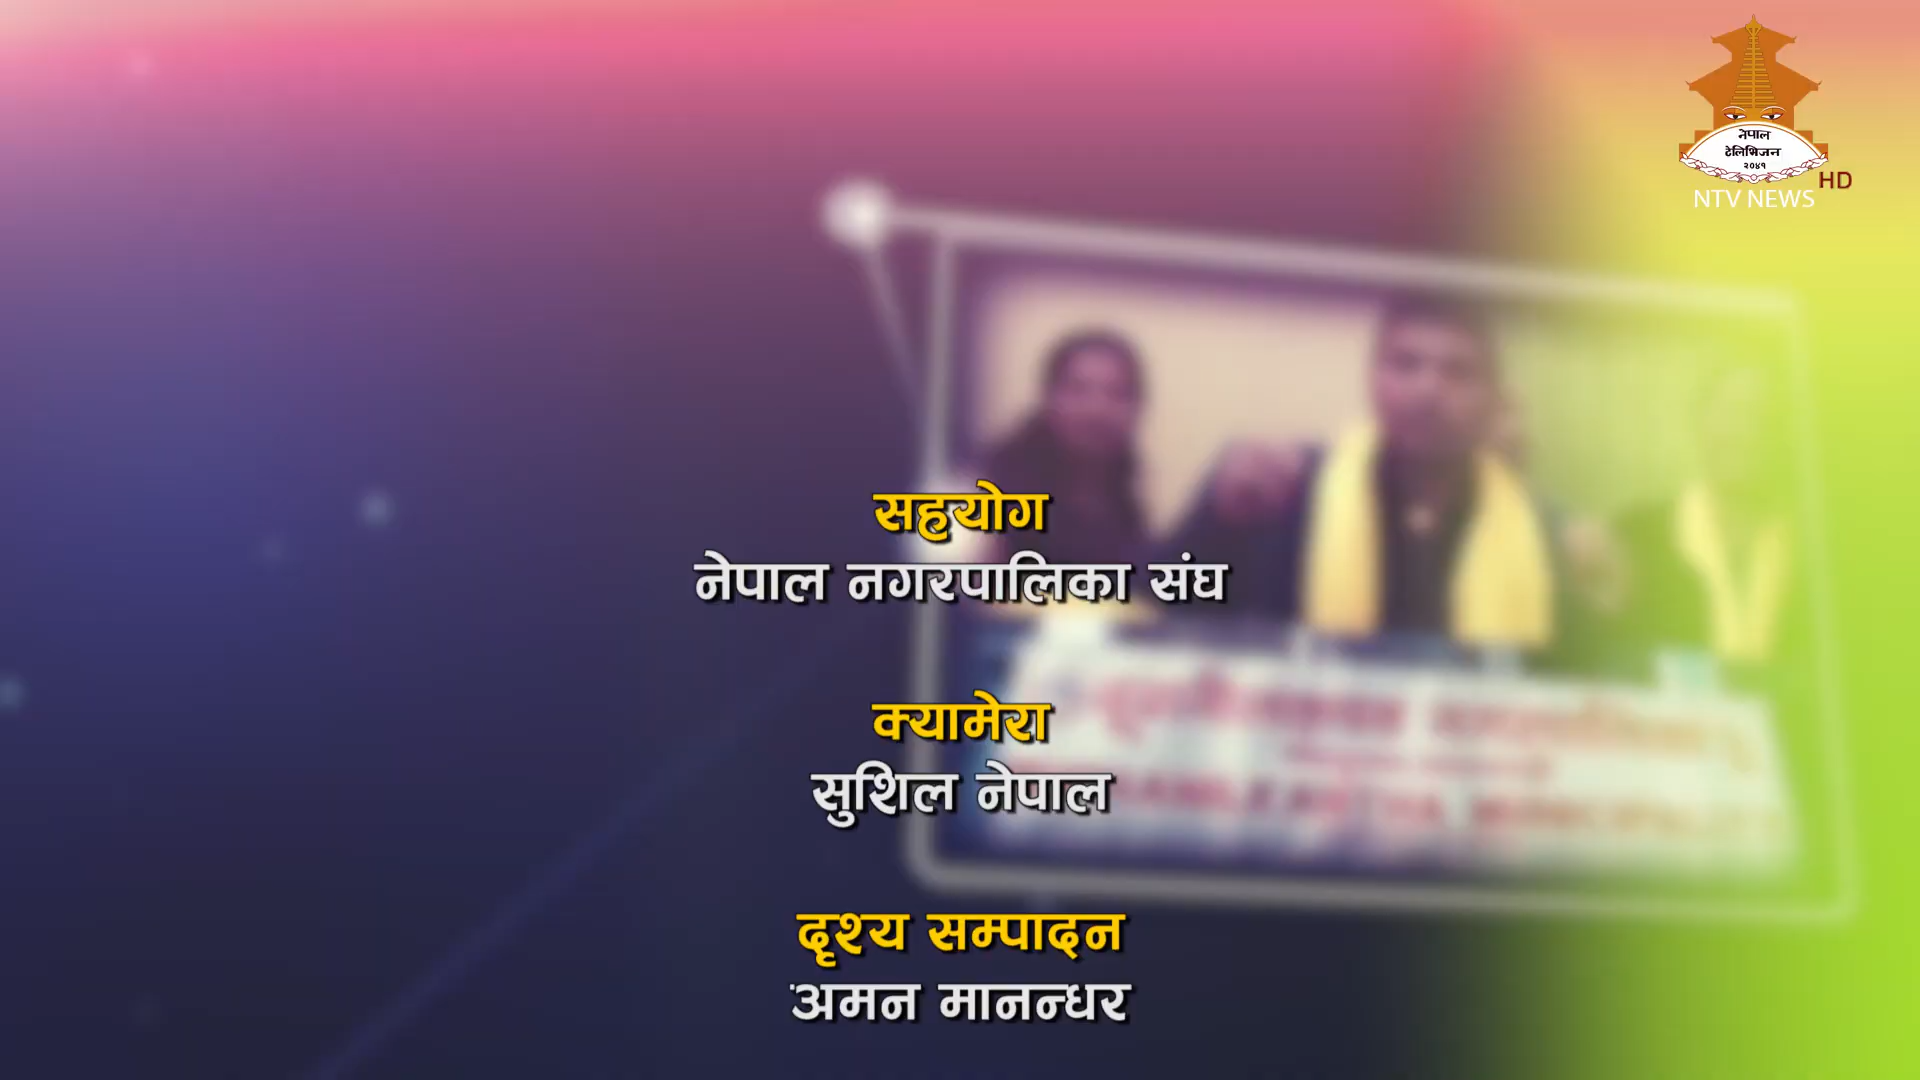 नेपाल
टेलिभिजन
२०४१
HD
NTV NEWS
सहयोग
नेपाल नगरपालिका संघ
क्यामेरा
सुशिल नेपाल
दृश्य सम्पादन
अमन मानन्धर